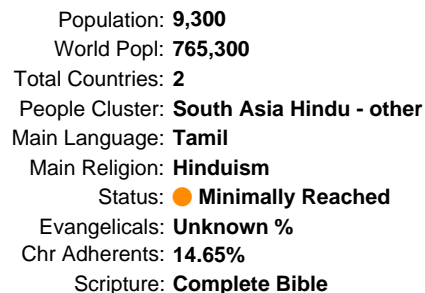 Population: 9,300
World Popl: 765,300
Total Countries: 2
People Cluster: South Asia Hindu - other
Main Language: Tamil
Main Religion: Hinduism
Status: Minimally Reached
Evangelicals: Unknown %
Chr Adherents: 14.65%
Scripture: Complete Bible